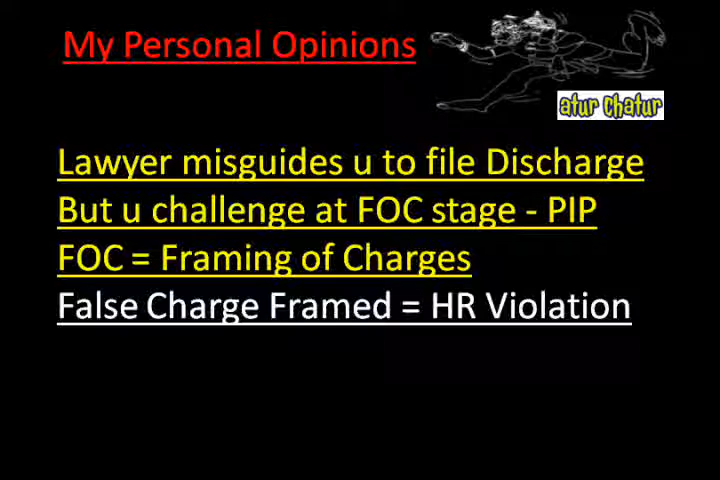 My Personal Opinions
atur chatur
Lawyer misguides u to file Discharge
But u challenge at FOC stage - PIP
FOC = Framing of Charges
False Charge Framed = HR Violation